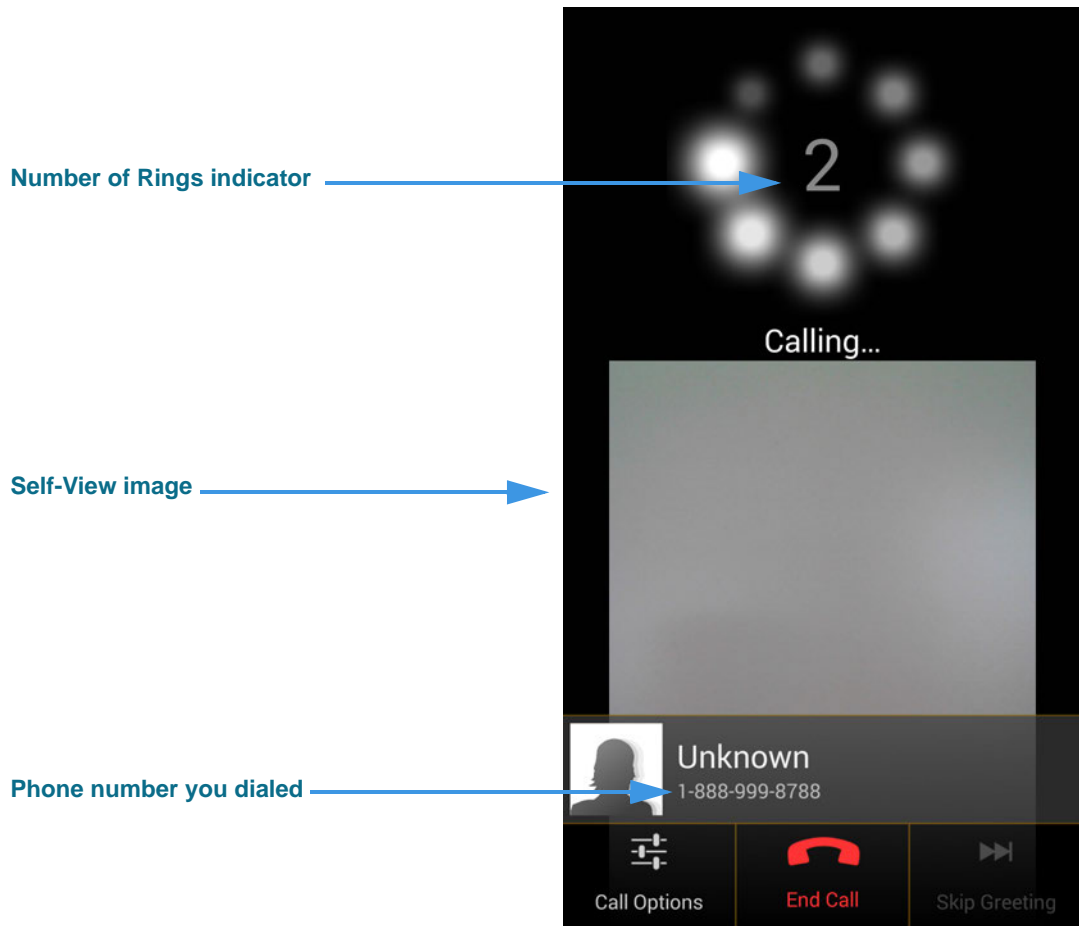 Number of Rings indicator
2
Calling...
Self-View image
Unknown
Phone number you dialed
1-888-999-8788
Call Options
End Call
Skip Greeting